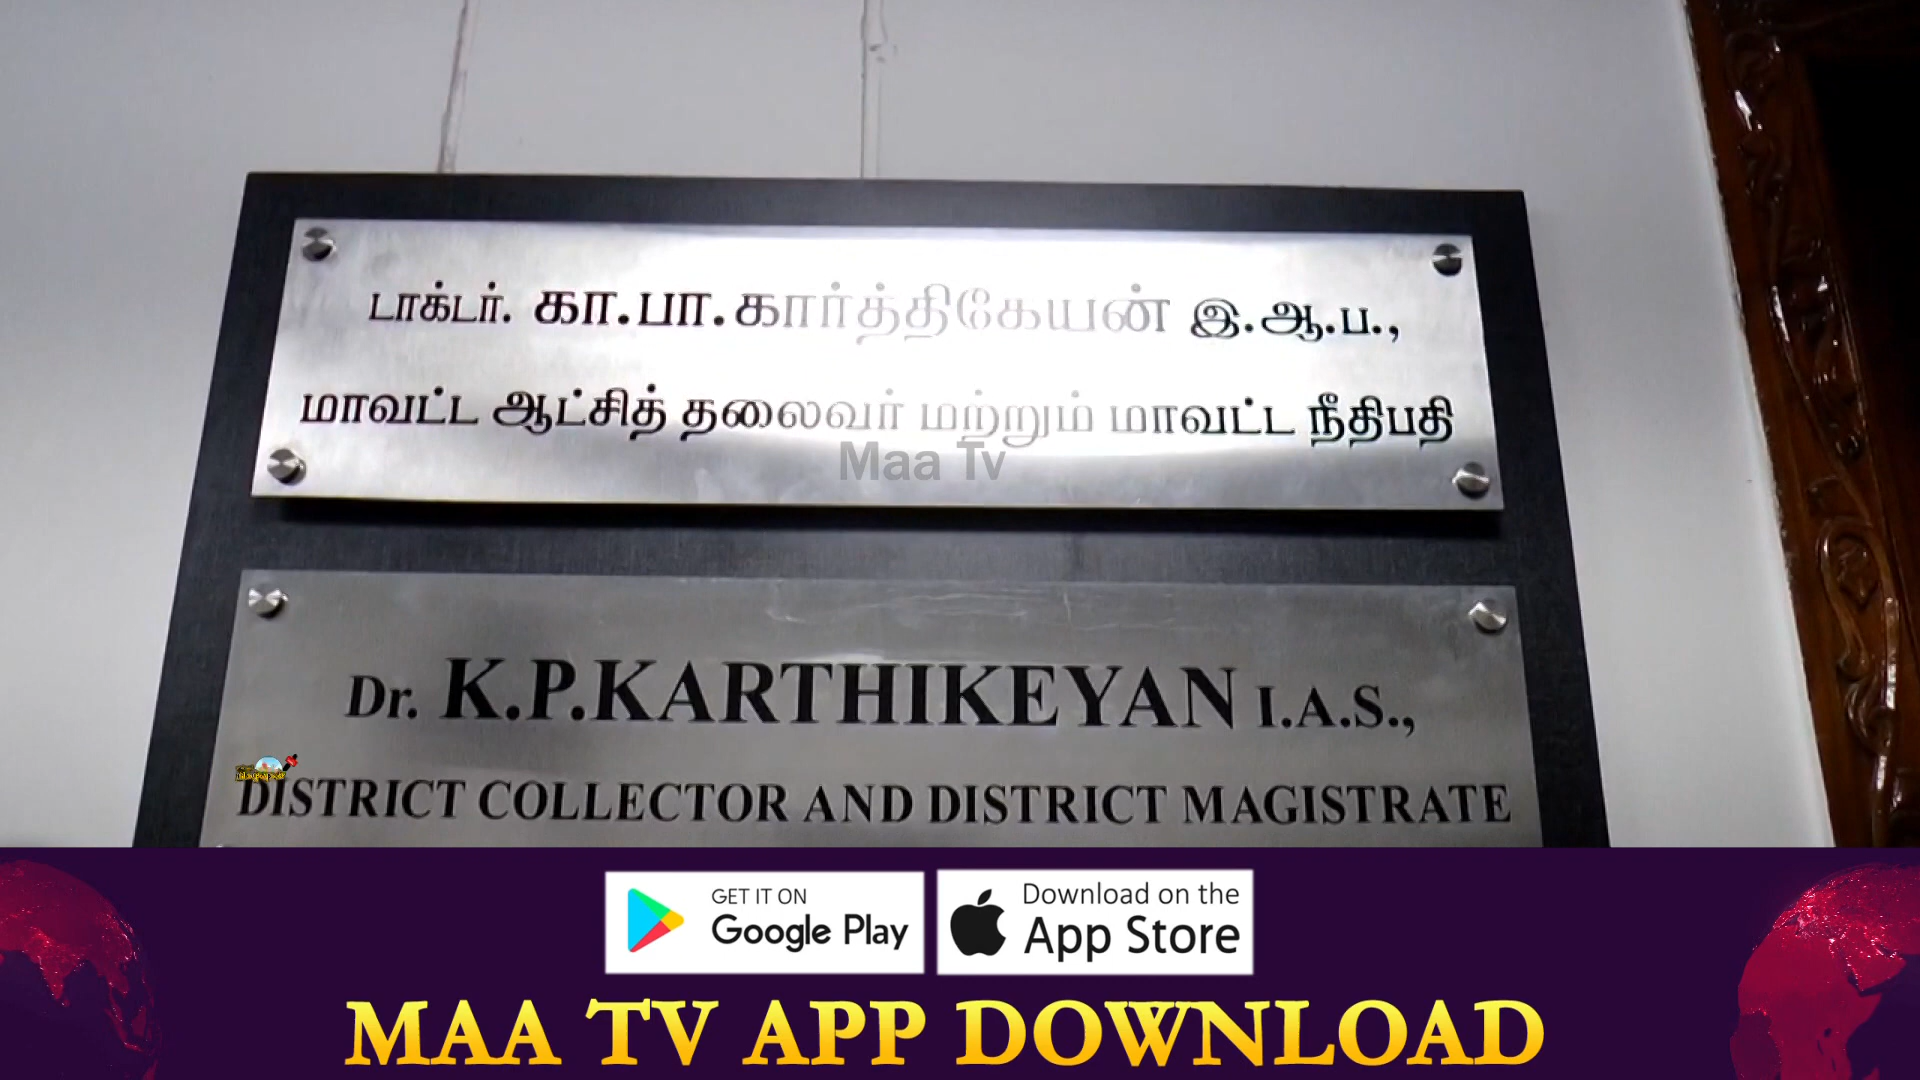 டாக்டர். கா.பா.கார்த்திகேயன் இ.ஆ.ப.,
மாவட்ட ஆட்சித் தலைவர் மற்றும் மாவட்ட நீதிபதி
Maa Tv
Dr. K.P.KARTHIKEYAN I.A.S.,
DISTRICT COLLECTOR AND DISTRICT MAGISTRATE
GET IT ON
Google Play
Download on the
App Store
MAA TV APP DOWNLOAD